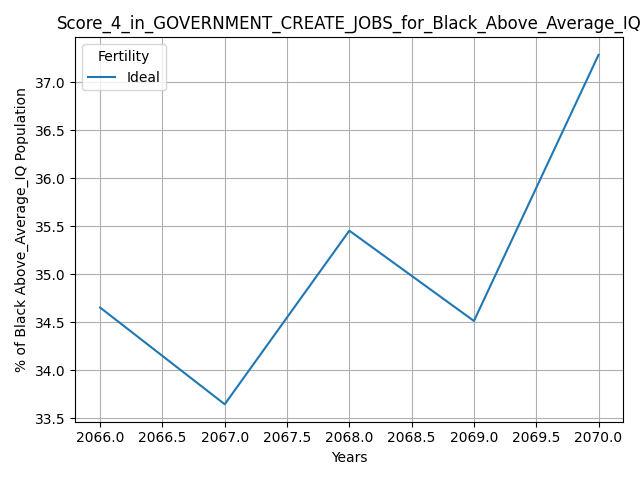 Score_4_in_GOVERNMENT_CREATE_JOBS_for_Black_Above_Average_IQ
Fertility
Ideal
% of Black Above_Average_IQ Population
37.0
36.5
36.0
35.5
35.0
34.5
34.0
33.5
2066.0 2066.5 2067.0 2067.5 2068.0 2068.5 2069.0 2069.5 2070.0
Years